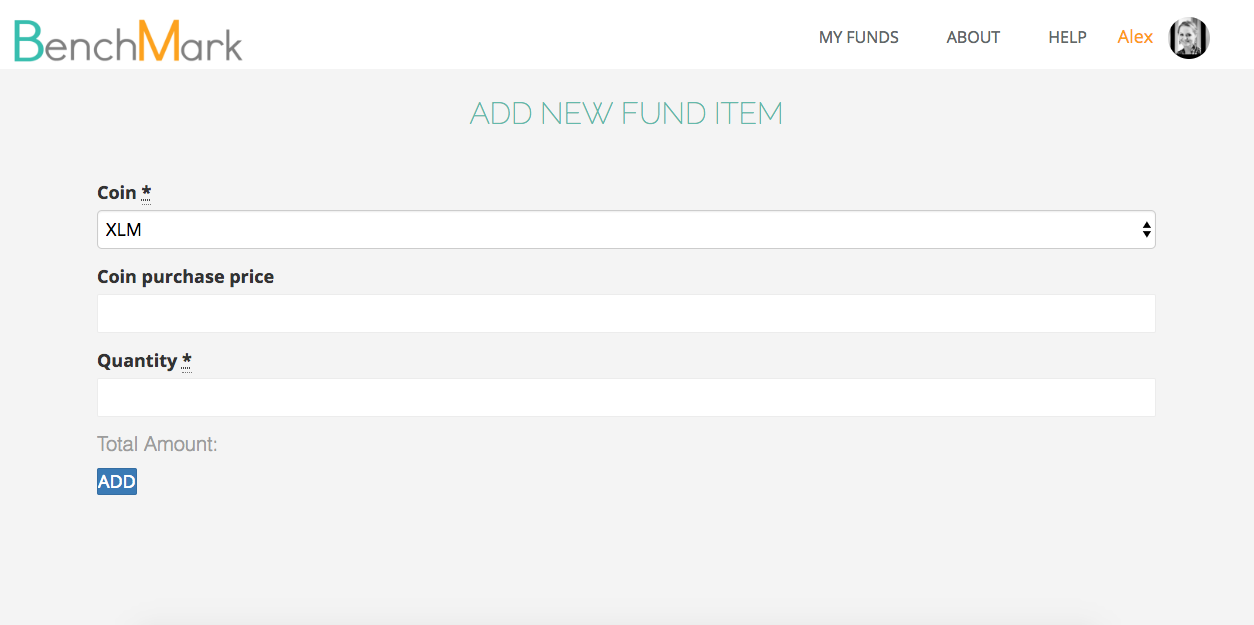 BenchMark
MY FUNDS ABOUT HELP Alex
ADD NEW FUND ITEM
Coin *
XLM
Coin purchase price
Quantity *
Total Amount:
ADD